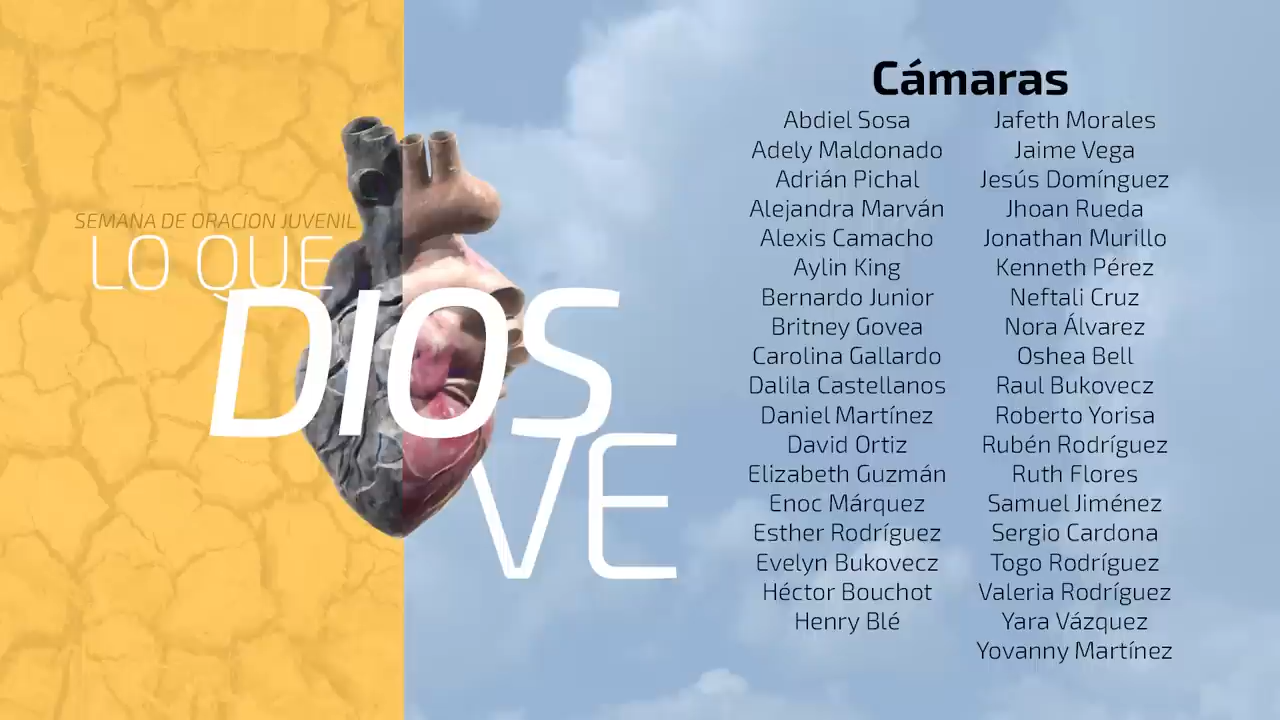 SEMANA DE ORACION JUVENIL
LO QUE
DIOS
VE
Cámaras
Abdiel Sosa
Adely Maldonado
Adrián Pichal
Alejandra Marván
Alexis Camacho
Aylin King
Bernardo Junior
Britney Govea
Carolina Gallardo
Dalila Castellanos
Daniel Martínez
David Ortiz
Elizabeth Guzmán
Enoc Márquez
Esther Rodríguez
Evelyn Bukovecz
Héctor Bouchot
Henry Blé
Jafeth Morales
Jaime Vega
Jesús Domínguez
Jhoan Rueda
Jonathan Murillo
Kenneth Pérez
Neftali Cruz
Nora Álvarez
Oshea Bell
Raul Bukovecz
Roberto Yorisa
Rubén Rodríguez
Ruth Flores
Samuel Jiménez
Sergio Cardona
Togo Rodríguez
Valeria Rodríguez
Yara Vázquez
Yovanny Martínez